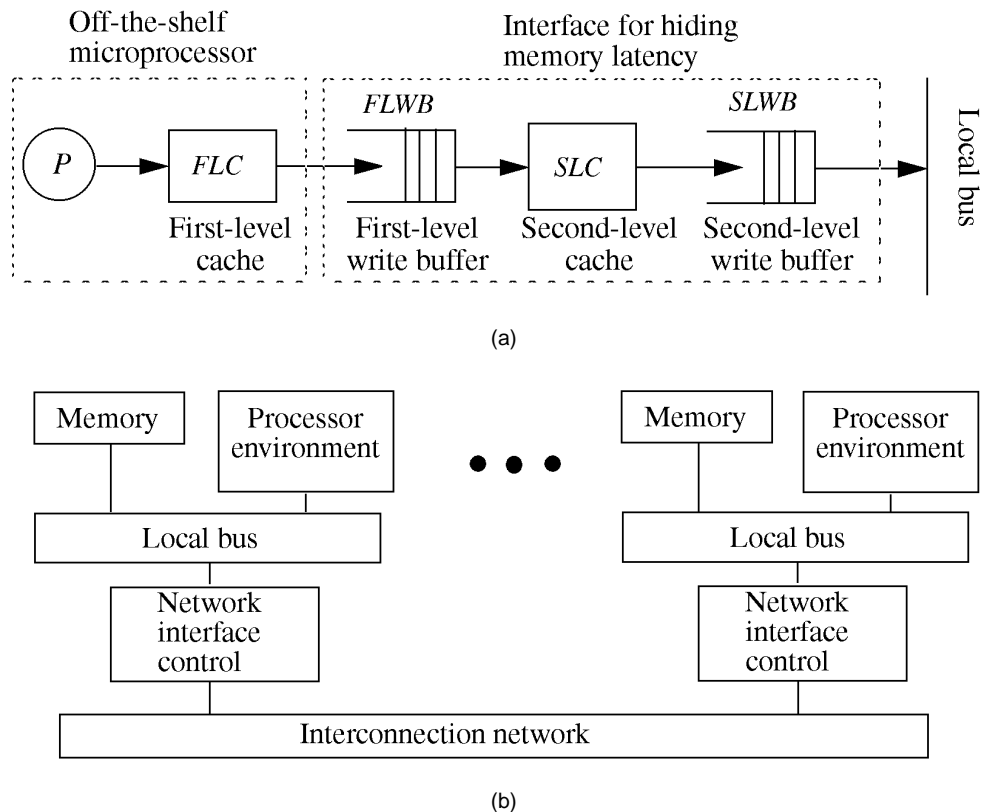 Off-the-shelf
microprocessor
Interface for hiding
memory latency
FLWB
SLWB
P
FLC
SLC
Local bus
First-level
cache
First-level
write buffer
Second-level
cache
Second-level
write buffer
(a)
Memory
Processor
environment
Memory
Processor
environment
Local bus
Local bus
Network
interface
control
Network
interface
control
Interconnection network
(b)